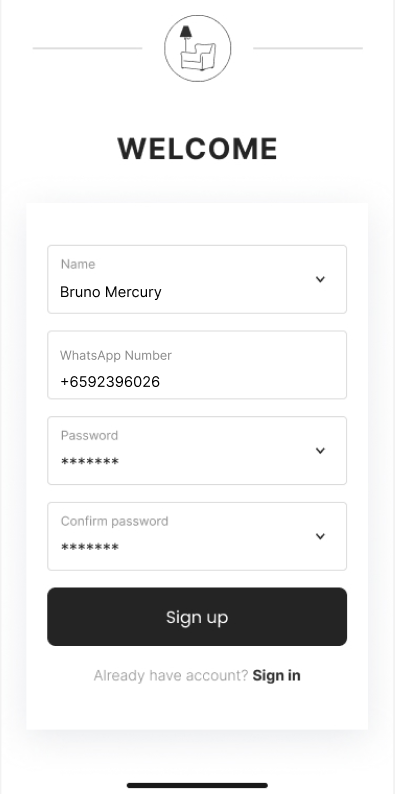 WELCOME
Name
Bruno Mercury
WhatsApp Number
+6592396026
Password
*******
Confirm password
*******
Sign up
Already have account? Sign in